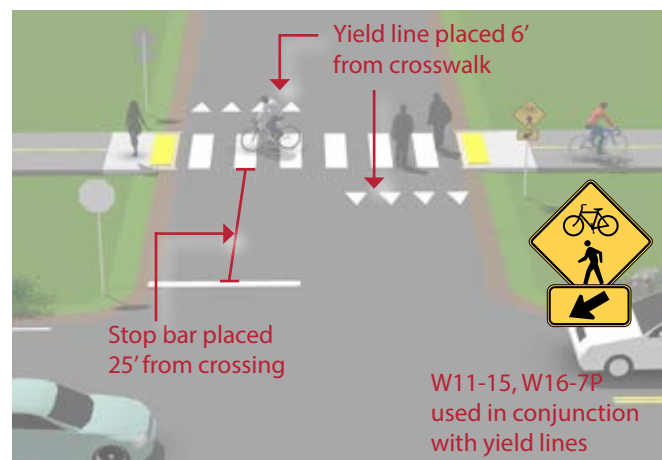 Yield line placed 6’
from crosswalk
Stop bar placed
25’ from crossing
W11-15, W16-7P
used in conjunction
with yield lines